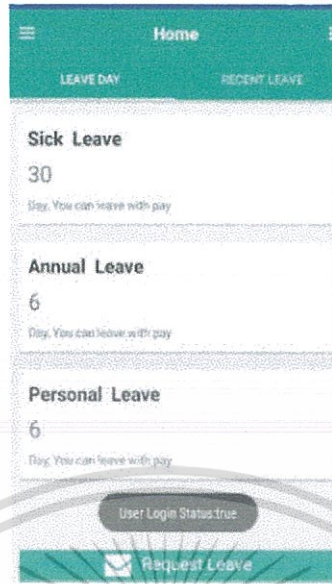 Home
LEAVE DAY RECENT LEAVE
Sick Leave
30
Day, You can leave with pay
Annual Leave
6
Day, You can leave with pay
Personal Leave
6
Day, You can leave with pay
User Login Status:true
Request Leave